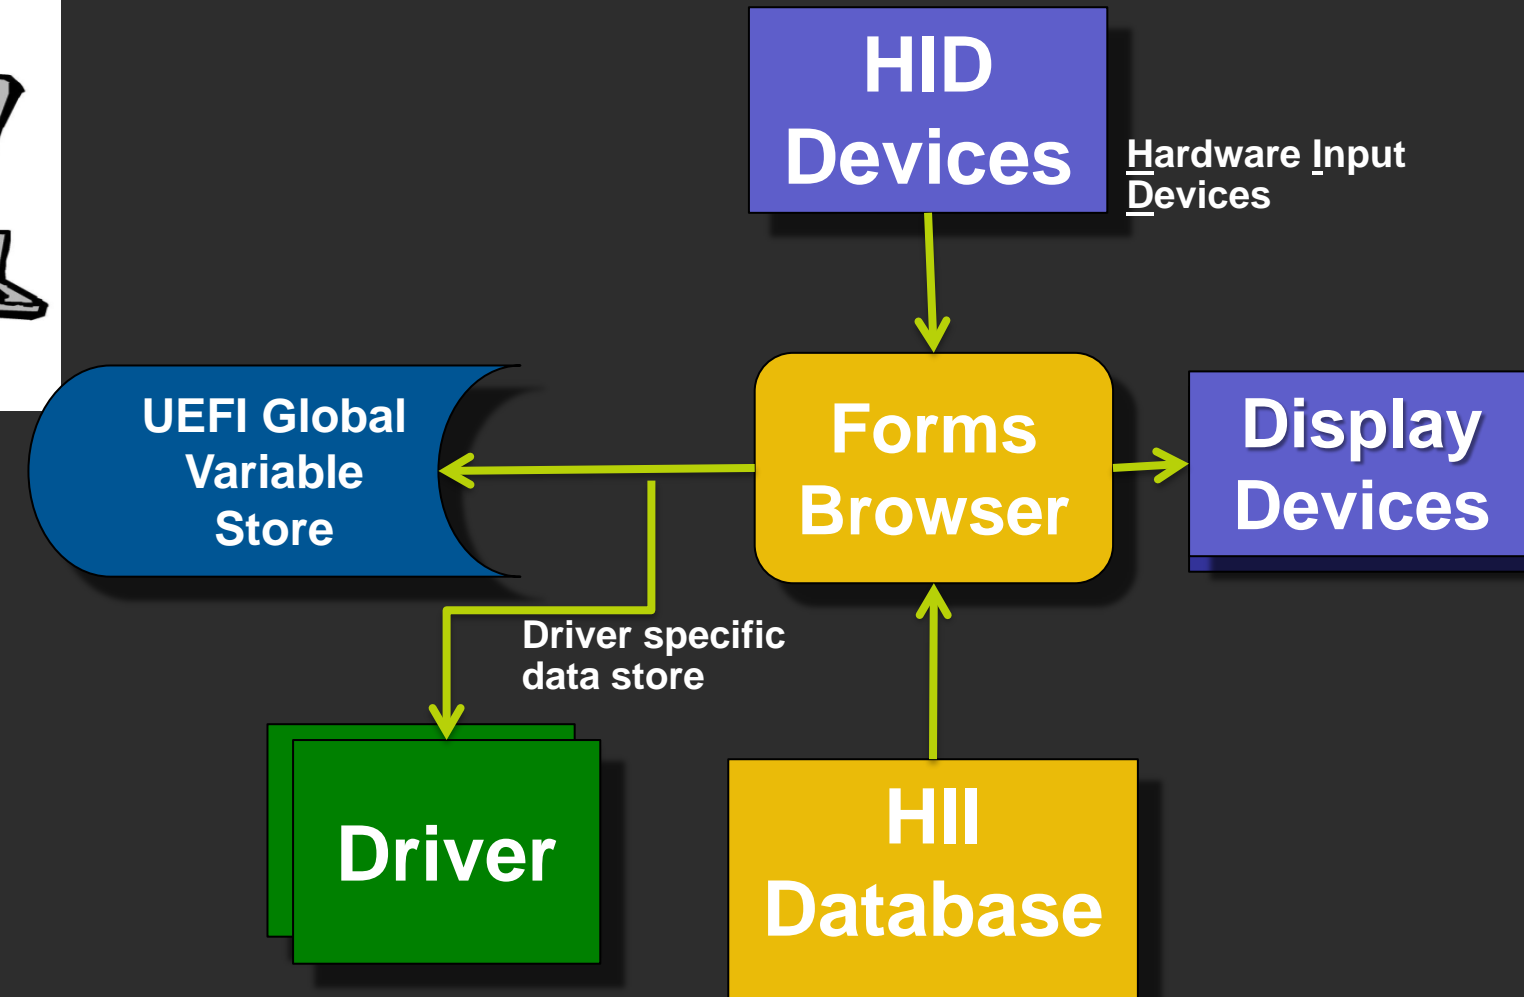 HID
Devices
Hardware Input
Devices
UEFI Global
Variable
Store
Forms
Browser
Display
Devices
Driver specific
data store
Driver
HII
Database